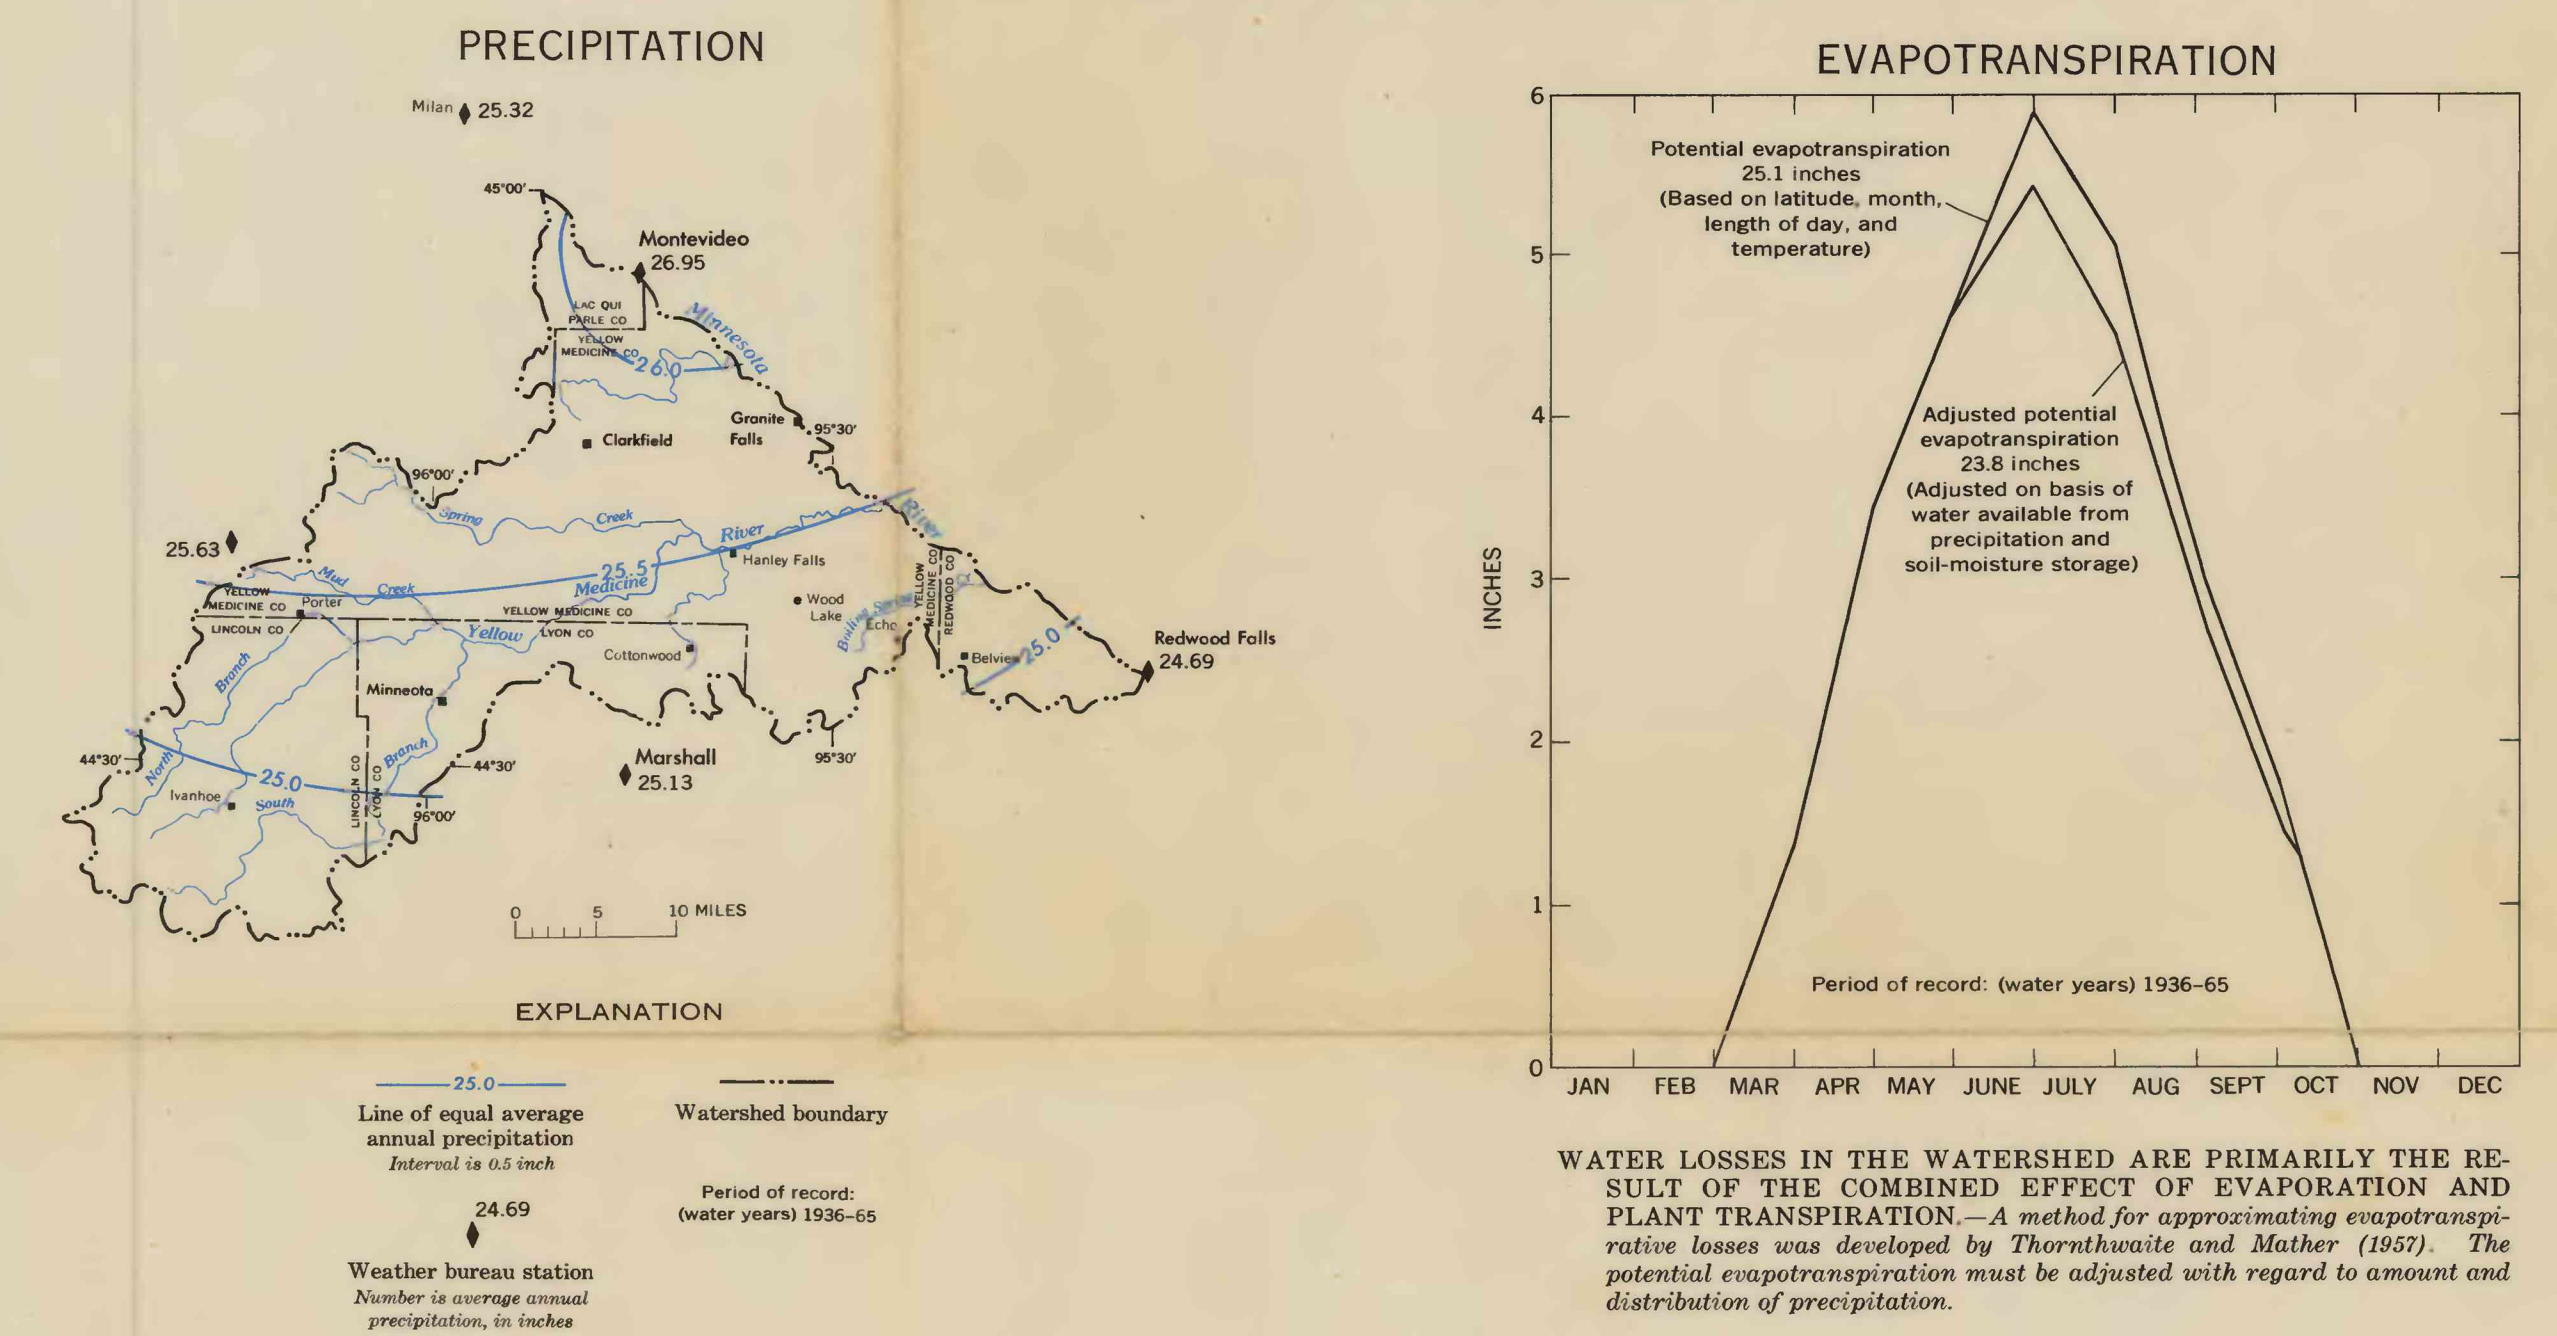 PRECIPITATION
Milan 25.32
45°00'
Montevideo
26.95
Minnesota
LAC QUI
PARLE CO
YELLOW
MEDICINE CO
26.0
Granite
Falls
95°30'
Clarkfield
96°00'
Spring
Creek
River
River
25.63
Hanley Falls
25.5
Medicine
Mud
Creek
YELLOW
MEDICINE CO
Porter
YELLOW MEDICINE CO
LINCOLN CO
Yellow
LYON CO
Wood
Lake
Boiling Spring
Echo
YELLOW
MEDICINE CO
REDWOOD CO
Cottonwood
Belview
25.0
Redwood Falls
24.69
Branch
Minneota
44°30'
North
25.0
Ivanhoe
South
LINCOLN CO
LYON CO
Branch
44°30'
96°00'
Marshall
25.13
95°30'
0 5 10 MILES
EXPLANATION
25.0
Line of equal average
annual precipitation
Interval is 0.5 inch
Watershed boundary
24.69
Weather bureau station
Number is average annual
precipitation, in inches
Period of record:
(water years) 1936–65
EVAPOTRANSPIRATION
6
5
4
3
2
1
0
INCHES
Potential evapotranspiration
25.1 inches
(Based on latitude, month,
length of day, and
temperature)
Adjusted potential
evapotranspiration
23.8 inches
(Adjusted on basis of
water available from
precipitation and
soil-moisture storage)
Period of record: (water years) 1936–65
JAN FEB MAR APR MAY JUNE JULY AUG SEPT OCT NOV DEC
WATER LOSSES IN THE WATERSHED ARE PRIMARILY THE RE-
SULT OF THE COMBINED EFFECT OF EVAPORATION AND
PLANT TRANSPIRATION.—A method for approximating evapotranspi-
rative losses was developed by Thornthwaite and Mather (1957). The
potential evapotranspiration must be adjusted with regard to amount and
distribution of precipitation.